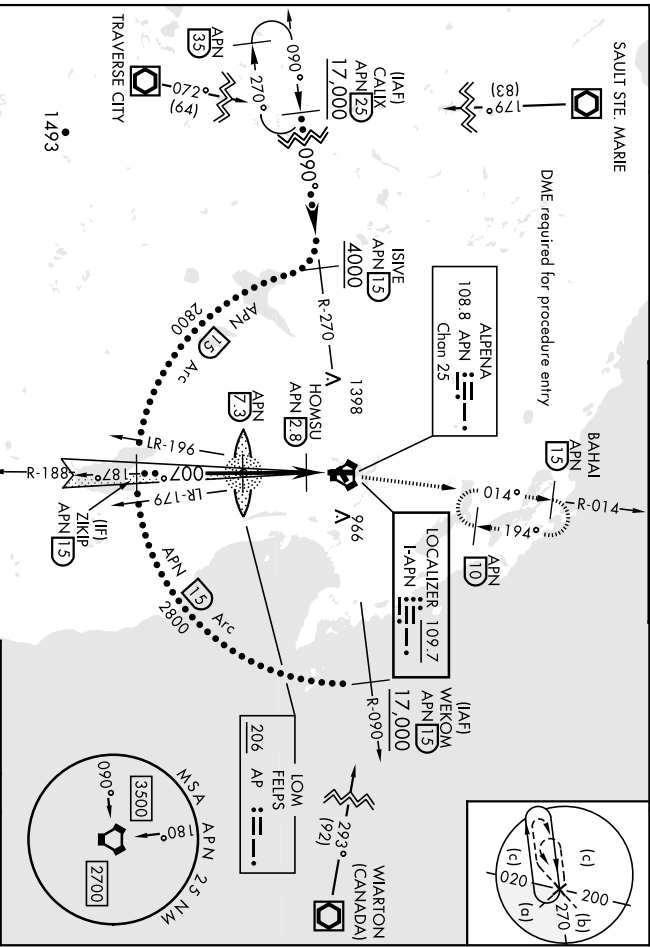 SAULT STE. MARIE
179°
(83)
DME required for procedure entry
BAHAI
APN
15
R-014
014°
194°
APN
10
ALPENA
108.8 APN
Chan 25
LOCALIZER 109.7
I-APN
(IAF)
CALIX
APN 25
17,000
090°
270°
APN
35
090°
072°
(64)
TRAVERSE CITY
1493
ISIVE
APN 15
4000
R-270
1398
966
HOMSU
APN 2.8
APN
7.3
2800
APN
15
Arc
LR-196
LR-179
007°
187°
R-188
(IF)
ZIKIP
APN 15
APN
15
Arc
2800
(IAF)
WEKOM
APN 15
17,000
R-090
293°
(92)
WIARTON
(CANADA)
LOM
FELPS
206 AP
MSA APN 25 NM
3500
180°
090°
2700
(c)
(c)
020
200
(a)
270
(b)